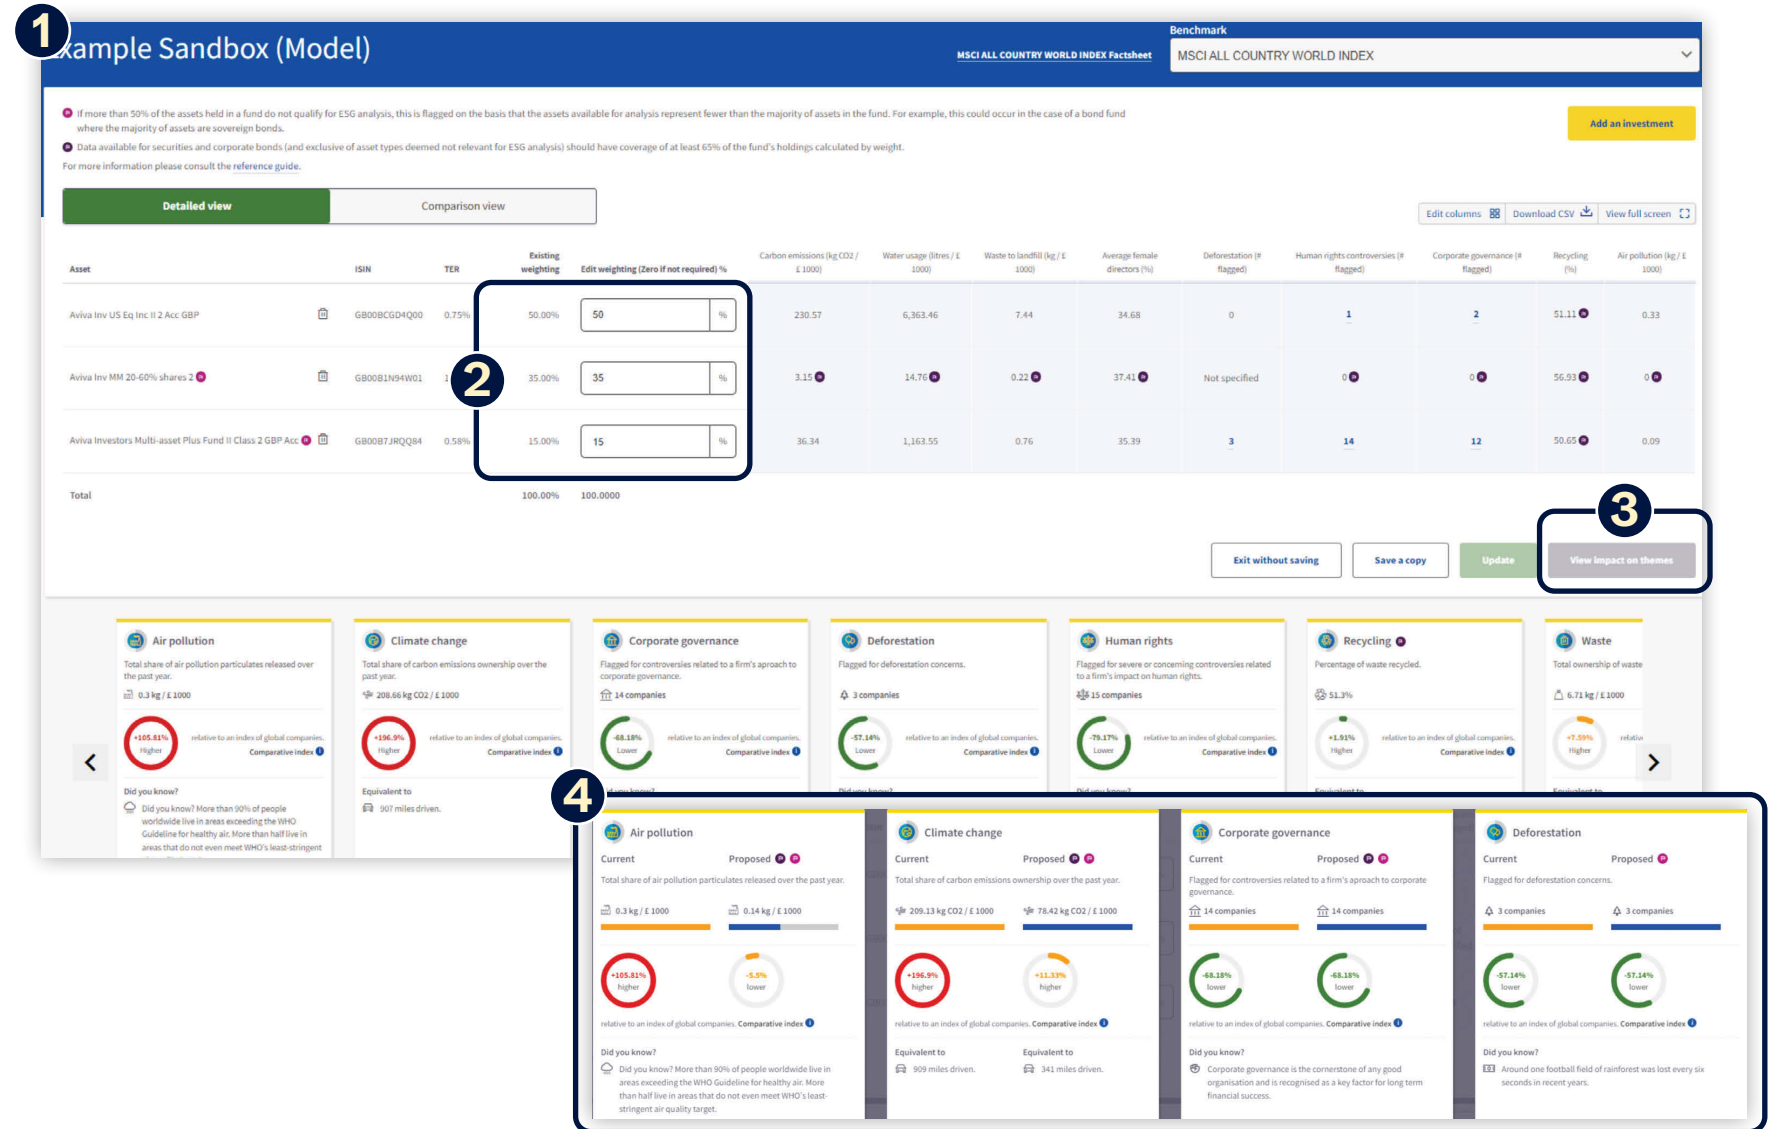 1
Example Sandbox (Model)
MSCI ALL COUNTRY WORLD INDEX Factsheet
Benchmark
MSCI ALL COUNTRY WORLD INDEX
If more than 50% of the assets held in a fund do not qualify for ESG analysis, this is flagged on the basis that the assets available for analysis represent fewer than the majority of assets in the fund. For example, this could occur in the case of a bond fund
where the majority of assets are sovereign bonds.
Data available for securities and corporate bonds (and exclusive of asset types deemed not relevant for ESG analysis) should have coverage of at least 65% of the fund's holdings calculated by weight.
For more information please consult the reference guide.
Add an investment
Detailed view
Comparison view
Edit columns
Download CSV
View full screen
Asset ISIN TER Existing weighting Edit weighting (Zero if not required) % Carbon emissions (kg CO2 / £ 1000) Water usage (litres / £ 1000) Waste to landfill (kg / £ 1000) Average female directors (%) Deforestation (# flagged) Human rights controversies (# flagged) Corporate governance (# flagged) Recycling (%) Air pollution (kg / £ 1000)
Aviva Inv US Eq Inc II 2 Acc GBP GB00BCGD4Q00 0.75% 50.00% 50 % 230.57 6,363.46 7.44 34.68 0 1 2 51.11 0.33
Aviva Inv MM 20-60% shares 2 GB00B1N94W01 1 2 35.00% 35 % 3.15 14.76 0.22 37.41 Not specified 0 0 56.93 0
Aviva Investors Multi-asset Plus Fund II Class 2 GBP Acc GB00B7JRQQ84 0.58% 15.00% 15 % 36.34 1,163.55 0.76 35.39 3 14 12 50.65 0.09
Total 100.00% 100.0000
3
Exit without saving
Save a copy
Update
View impact on themes
Air pollution
Total share of air pollution particulates released over
the past year.
0.3 kg / £ 1000
+105.81%
Higher
relative to an index of global companies.
Comparative index
Did you know?
Did you know? More than 90% of people
worldwide live in areas exceeding the WHO
Guideline for healthy air. More than half live in
areas that do not even meet WHO's least-stringent
Climate change
Total share of carbon emissions ownership over the
past year.
208.66 kg CO2 / £ 1000
+196.9%
Higher
relative to an index of global companies.
Comparative index
Equivalent to
907 miles driven.
Corporate governance
Flagged for controversies related to a firm's aproach to
corporate governance.
14 companies
-68.18%
Lower
relative to an index of global companies.
Comparative index
Did you know?
Deforestation
Flagged for deforestation concerns.
3 companies
-57.14%
Lower
relative to an index of global companies.
Comparative index
Did you know?
Human rights
Flagged for severe or concerning controversies related
to a firm's impact on human rights.
15 companies
-79.17%
Lower
relative to an index of global companies.
Comparative index
Did you know?
Recycling
Percentage of waste recycled.
51.3%
+1.91%
Higher
relative to an index of global companies.
Comparative index
Equivalent to
Waste
Total ownership of waste
6.71 kg / £ 1000
+7.59%
Higher
Equivalent to
4
Air pollution
Current Proposed
Total share of air pollution particulates released over the past year.
0.3 kg / £ 1000 0.14 kg / £ 1000
+105.81% higher
-5.5% lower
relative to an index of global companies. Comparative index
Did you know?
Did you know? More than 90% of people worldwide live in
areas exceeding the WHO Guideline for healthy air. More
than half live in areas that do not even meet WHO's least-
stringent air quality target.
Climate change
Current Proposed
Total share of carbon emissions ownership over the past year.
209.13 kg CO2 / £ 1000 78.42 kg CO2 / £ 1000
+196.9% higher
+11.33% higher
relative to an index of global companies. Comparative index
Equivalent to Equivalent to
909 miles driven. 341 miles driven.
Corporate governance
Current Proposed
Flagged for controversies related to a firm's aproach to corporate
governance.
14 companies 14 companies
-68.18% lower
-68.18% lower
relative to an index of global companies. Comparative index
Did you know?
Corporate governance is the cornerstone of any good
organisation and is recognised as a key factor for long term
financial success.
Deforestation
Current Proposed
Flagged for deforestation concerns.
3 companies 3 companies
-57.14% lower
-57.14% lower
relative to an index of global companies. Comparative index
Did you know?
Around one football field of rainforest was lost every six
seconds in recent years.